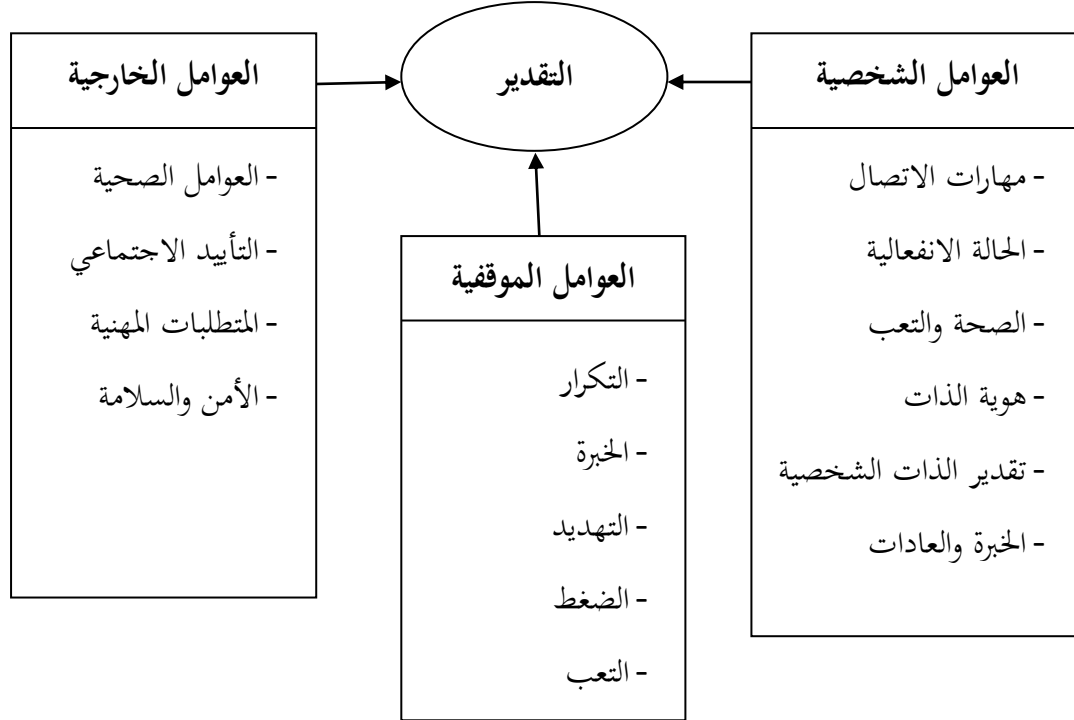 العوامل الشخصية
- مهارات الاتصال
- الحالة الانفعالية
- الصحة والتعب
- هوية الذات
- تقدير الذات الشخصية
- الخبرة والعادات
التقدير
العوامل الموقفية
- التكرار
- الخبرة
- التهديد
- الضغط
- التعب
العوامل الخارجية
- العوامل الصحية
- التأييد الاجتماعي
- المتطلبات المهنية
- الأمن والسلامة